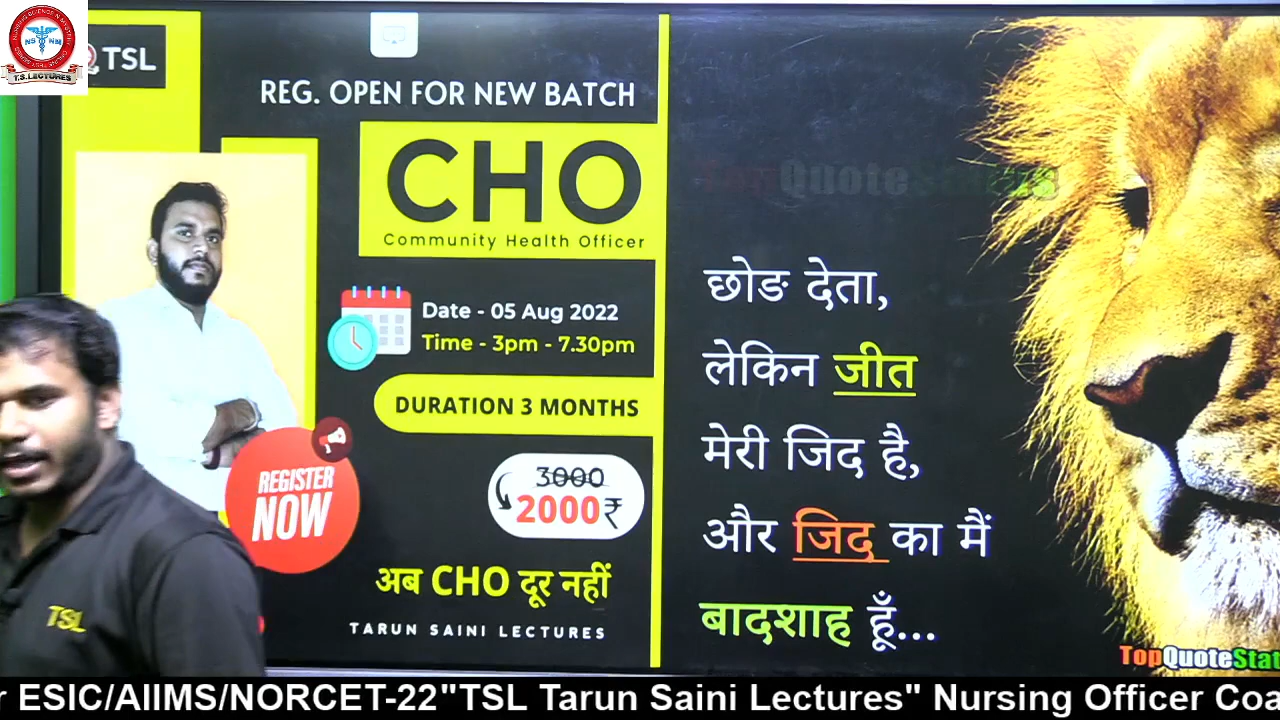 TSL
T.S.LECTURES
REG. OPEN FOR NEW BATCH
CHO
Community Health Officer
Date - 05 Aug 2022
Time - 3pm - 7.30pm
DURATION 3 MONTHS
3000
2000₹
REGISTER
NOW
अब CHO दूर नहीं
TARUN SAINI LECTURES
TSL
TopQuoteStatus
छोङ देता,
लेकिन जीत
मेरी जिद है,
और जिद का मैं
बादशाह हूँ...
TopQuoteStat
r ESIC/AIIMS/NORCET-22"TSL Tarun Saini Lectures" Nursing Officer Coa